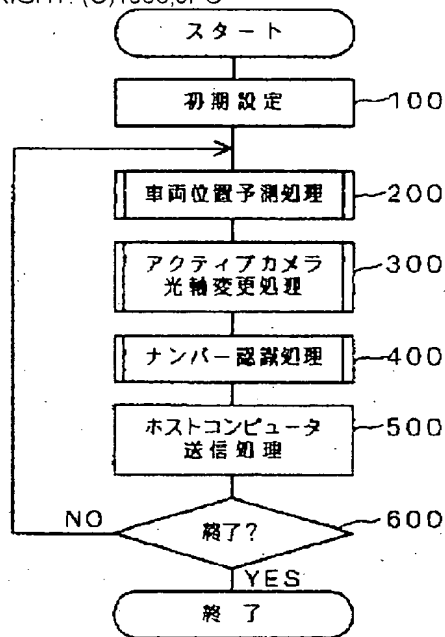 スタート
初期設定 100
車両位置予測処理 200
アクティブカメラ 300
光軸変更処理
ナンバー認識処理 400
ホストコンピュータ 500
送信処理
NO 終了? 600
YES
終了